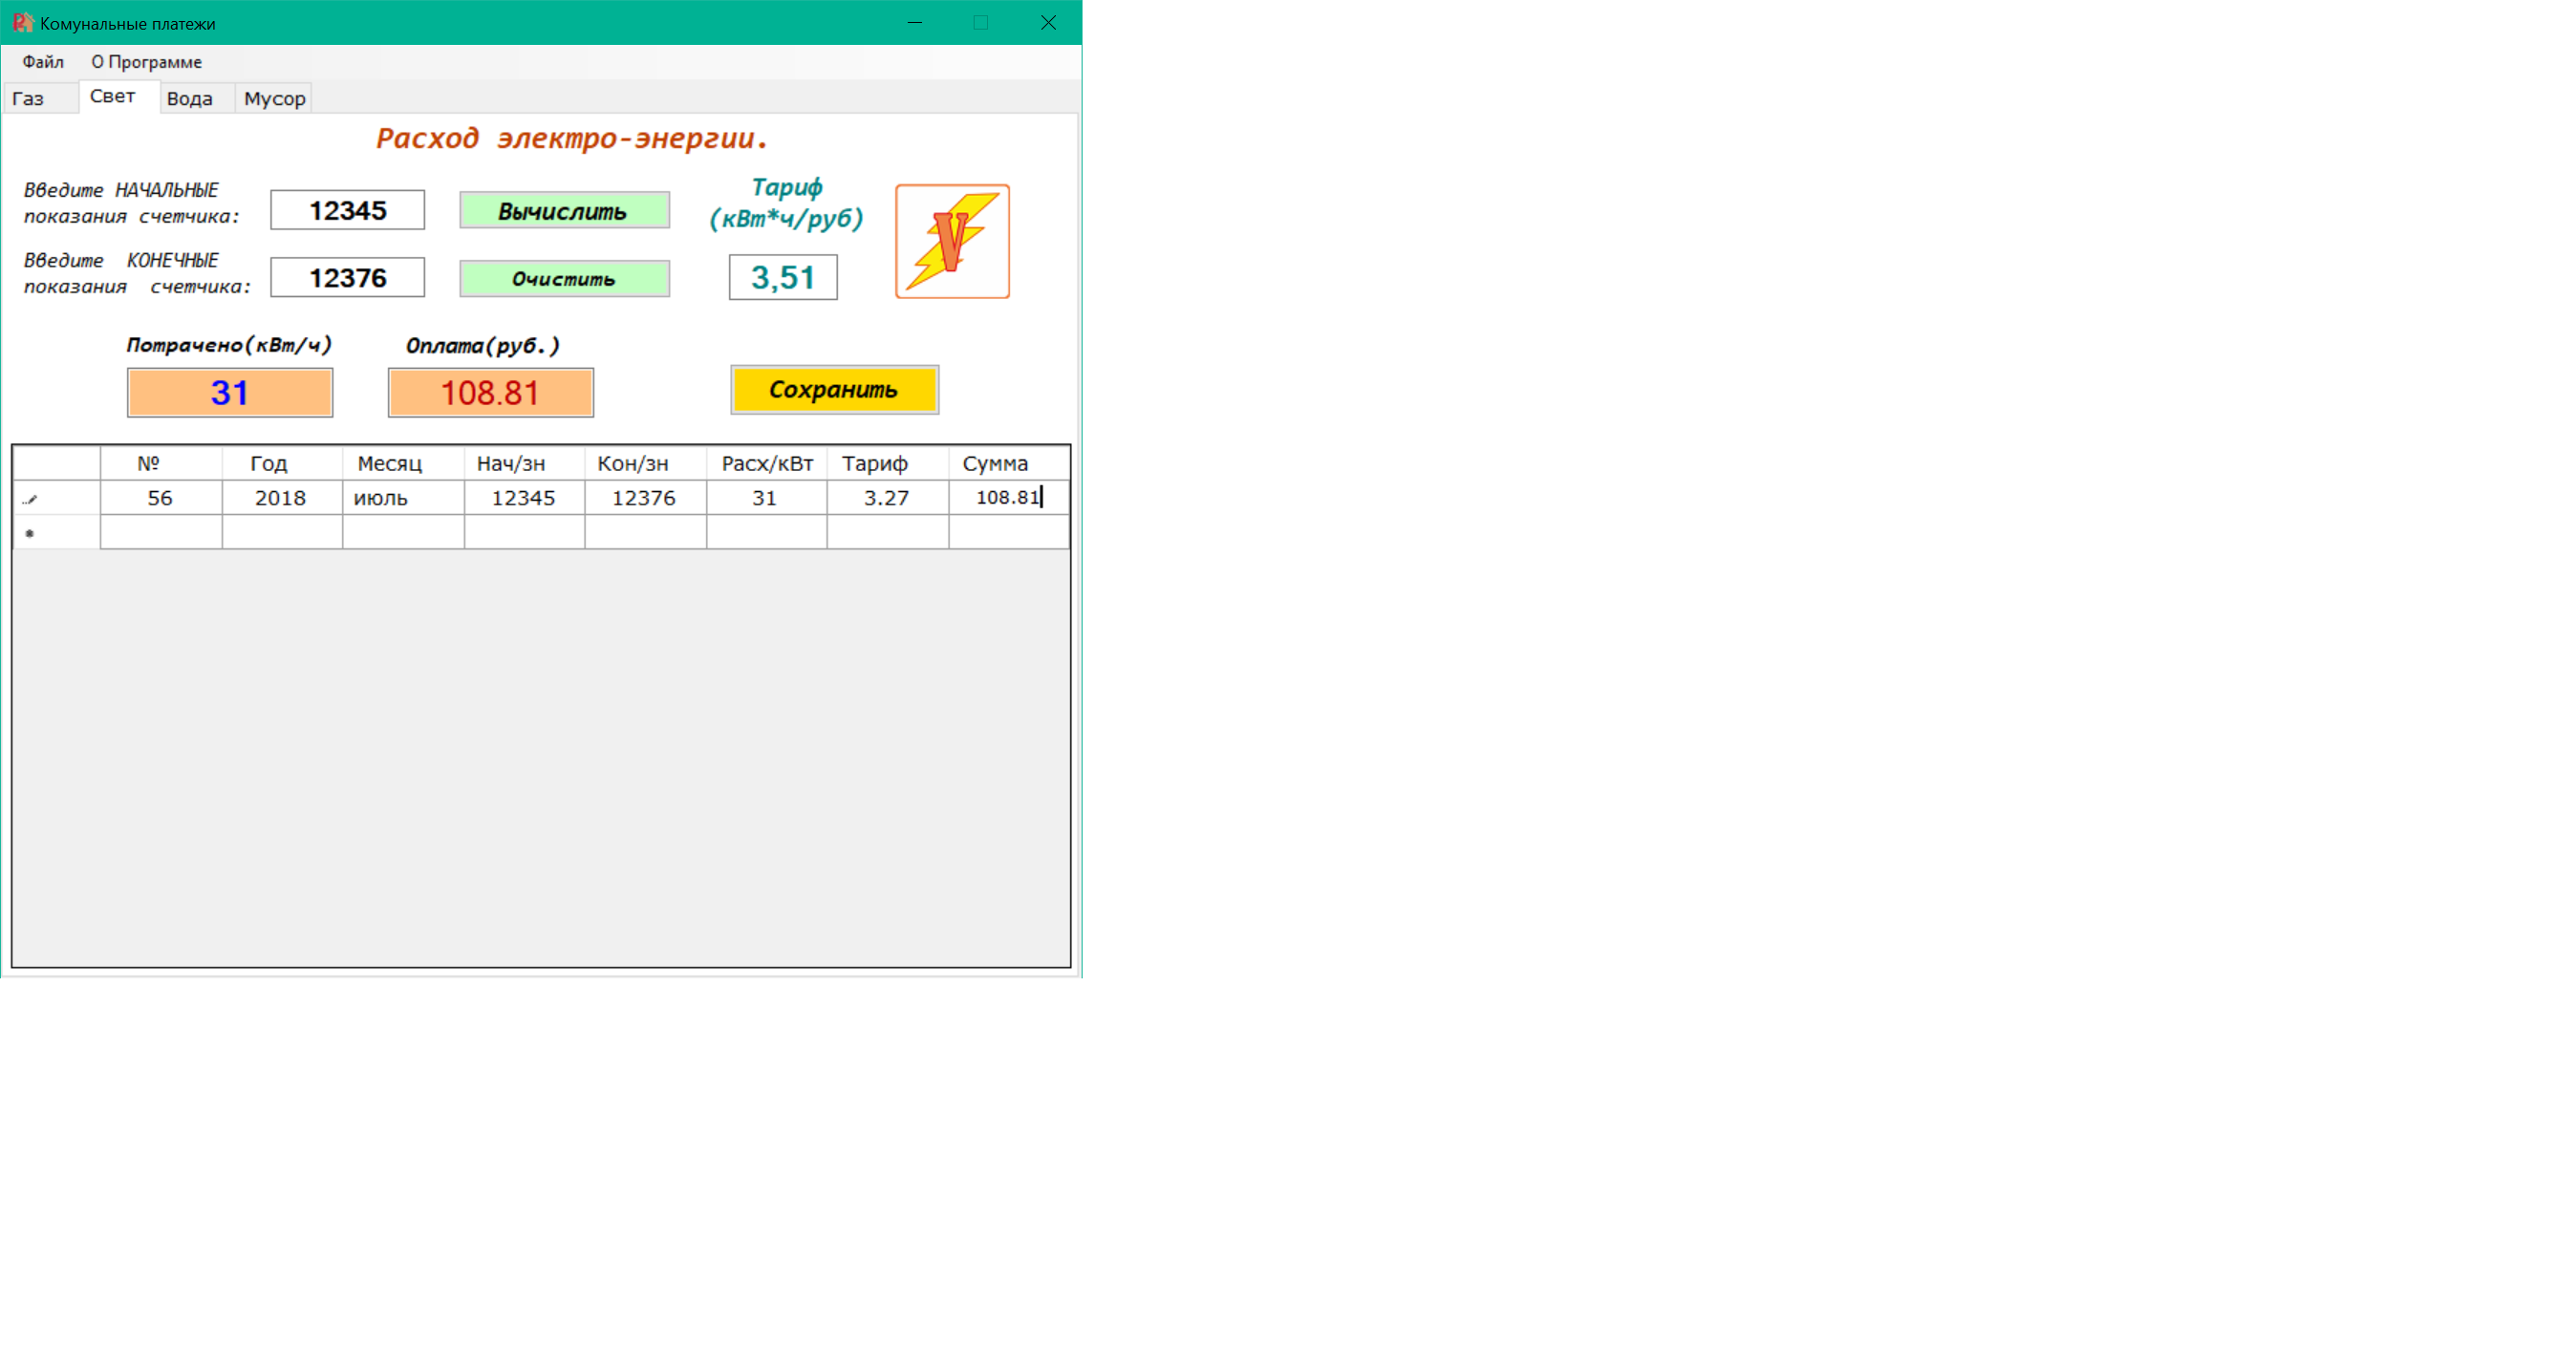 Комунальные платежи
Файл О Программе
Газ Свет Вода Мусор
Расход электро-энергии.
Введите НАЧАЛЬНЫЕ
показания счетчика:
12345
Вычислить
Тариф
(кВт*ч/руб)
V
Введите КОНЕЧНЫЕ
показания счетчика:
12376
Очистить
3,51
Потрачено(кВт/ч) Оплата(руб.)
31 108.81 Сохранить
№ Год Месяц Нач/зн Кон/зн Расх/кВт Тариф Сумма
56 2018 июль 12345 12376 31 3.27 108.81